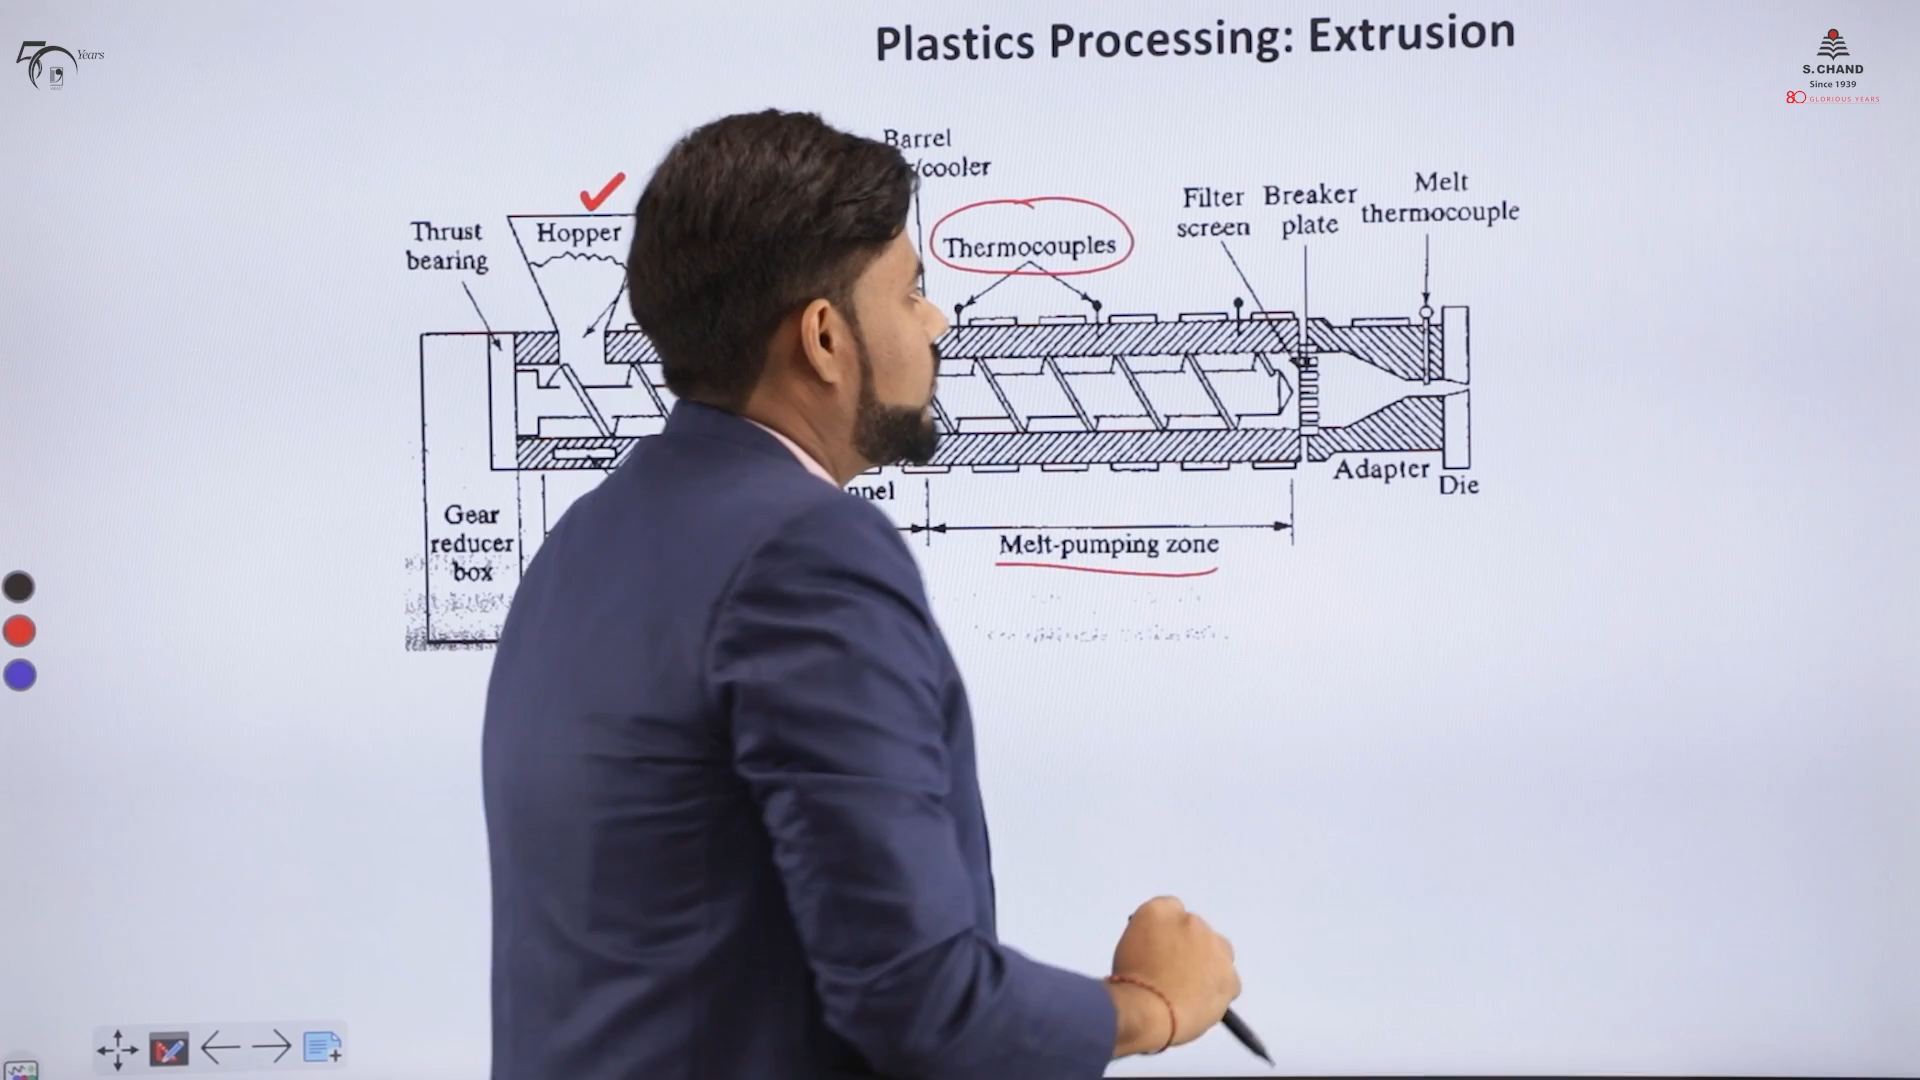 Plastics Processing: Extrusion
Years
S. CHAND
Since 1939
80 GLORIOUS YEARS
Barrel
/cooler
Thrust
bearing
Hopper
Thermocouples
Filter
screen
Breaker
plate
Melt
thermocouple
Adapter
Die
nnel
Gear
reducer
box
Melt-pumping zone